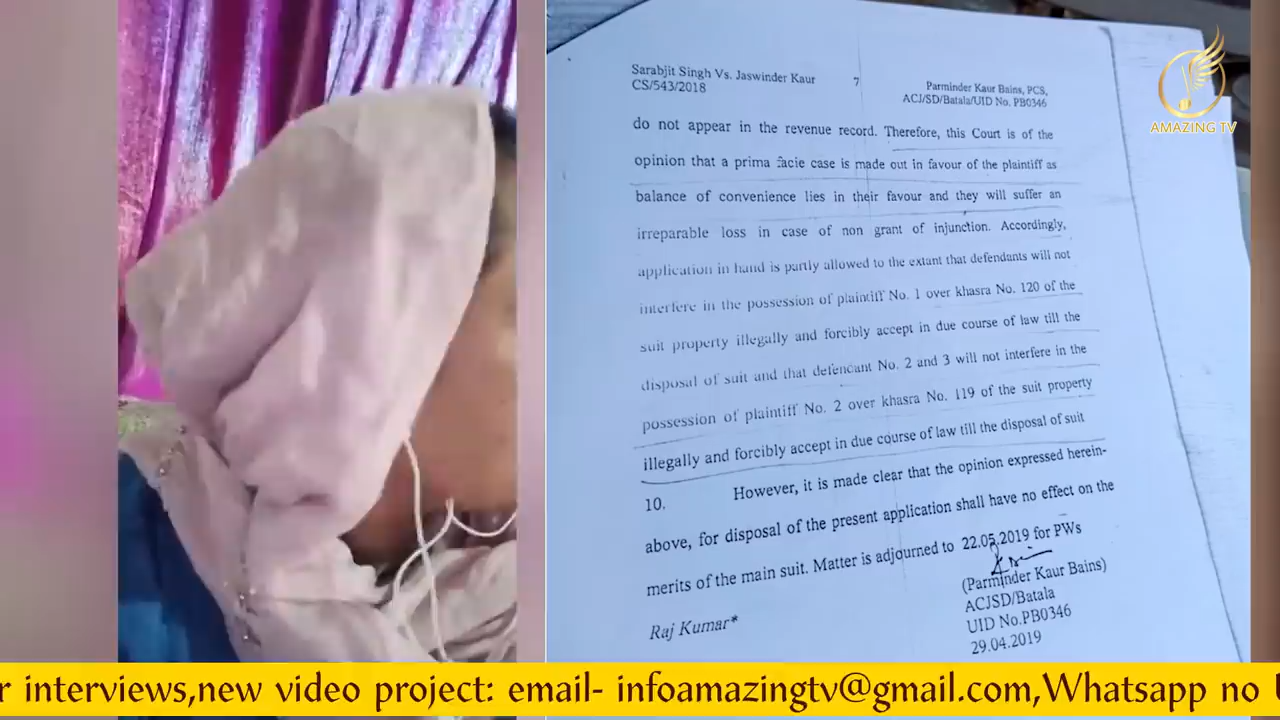 Sarabjit Singh Vs. Jaswinder Kaur
CS/543/2018
7
Parminder Kaur Bains, PCS,
ACJ/SD/Batala/UID No. PB0346
AMAZING TV
do not appear in the revenue record. Therefore, this Court is of the
opinion that a prima facie case is made out in favour of the plaintiff as
balance of convenience lies in their favour and they will suffer an
irreparable loss in case of non grant of injunction. Accordingly,
application in hand is partly allowed to the extant that defendants will not
interfere in the possession of plaintiff No. 1 over khasra No. 120 of the
suit property illegally and forcibly accept in due course of law till the
disposal of suit and that defendant No. 2 and 3 will not interfere in the
possession of plaintiff No. 2 over khasra No. 119 of the suit property
illegally and forcibly accept in due course of law till the disposal of suit
10. However, it is made clear that the opinion expressed herein-
above, for disposal of the present application shall have no effect on the
merits of the main suit. Matter is adjourned to 22.05.2019 for PWs
(Parminder Kaur Bains)
ACJSD/Batala
UID No.PB0346
29.04.2019
Raj Kumar*
r interviews,new video project: email- infoamazingtv@gmail.com,Whatsapp no